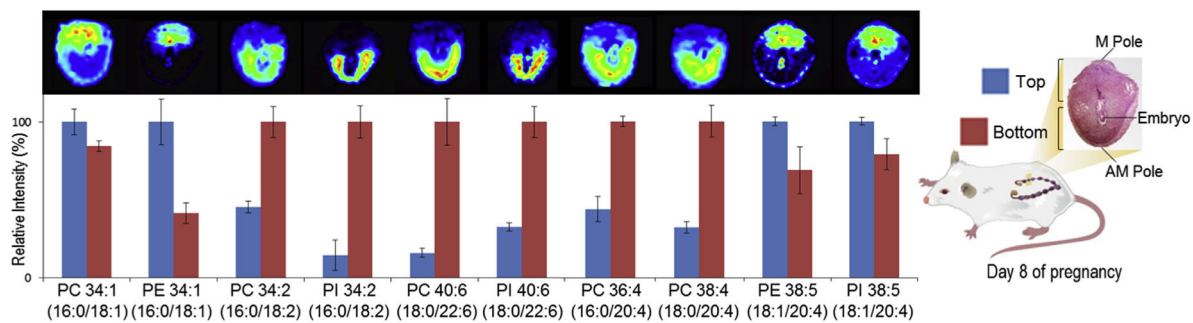 Relative Intensity (%)
100
0
PC 34:1 PE 34:1 PC 34:2 PI 34:2 PC 40:6 PI 40:6 PC 36:4 PC 38:4 PE 38:5 PI 38:5
(16:0/18:1) (16:0/18:1) (16:0/18:2) (16:0/18:2) (18:0/22:6) (18:0/22:6) (16:0/20:4) (18:0/20:4) (18:1/20:4) (18:1/20:4)
Top
Bottom
M Pole
Embryo
AM Pole
Day 8 of pregnancy